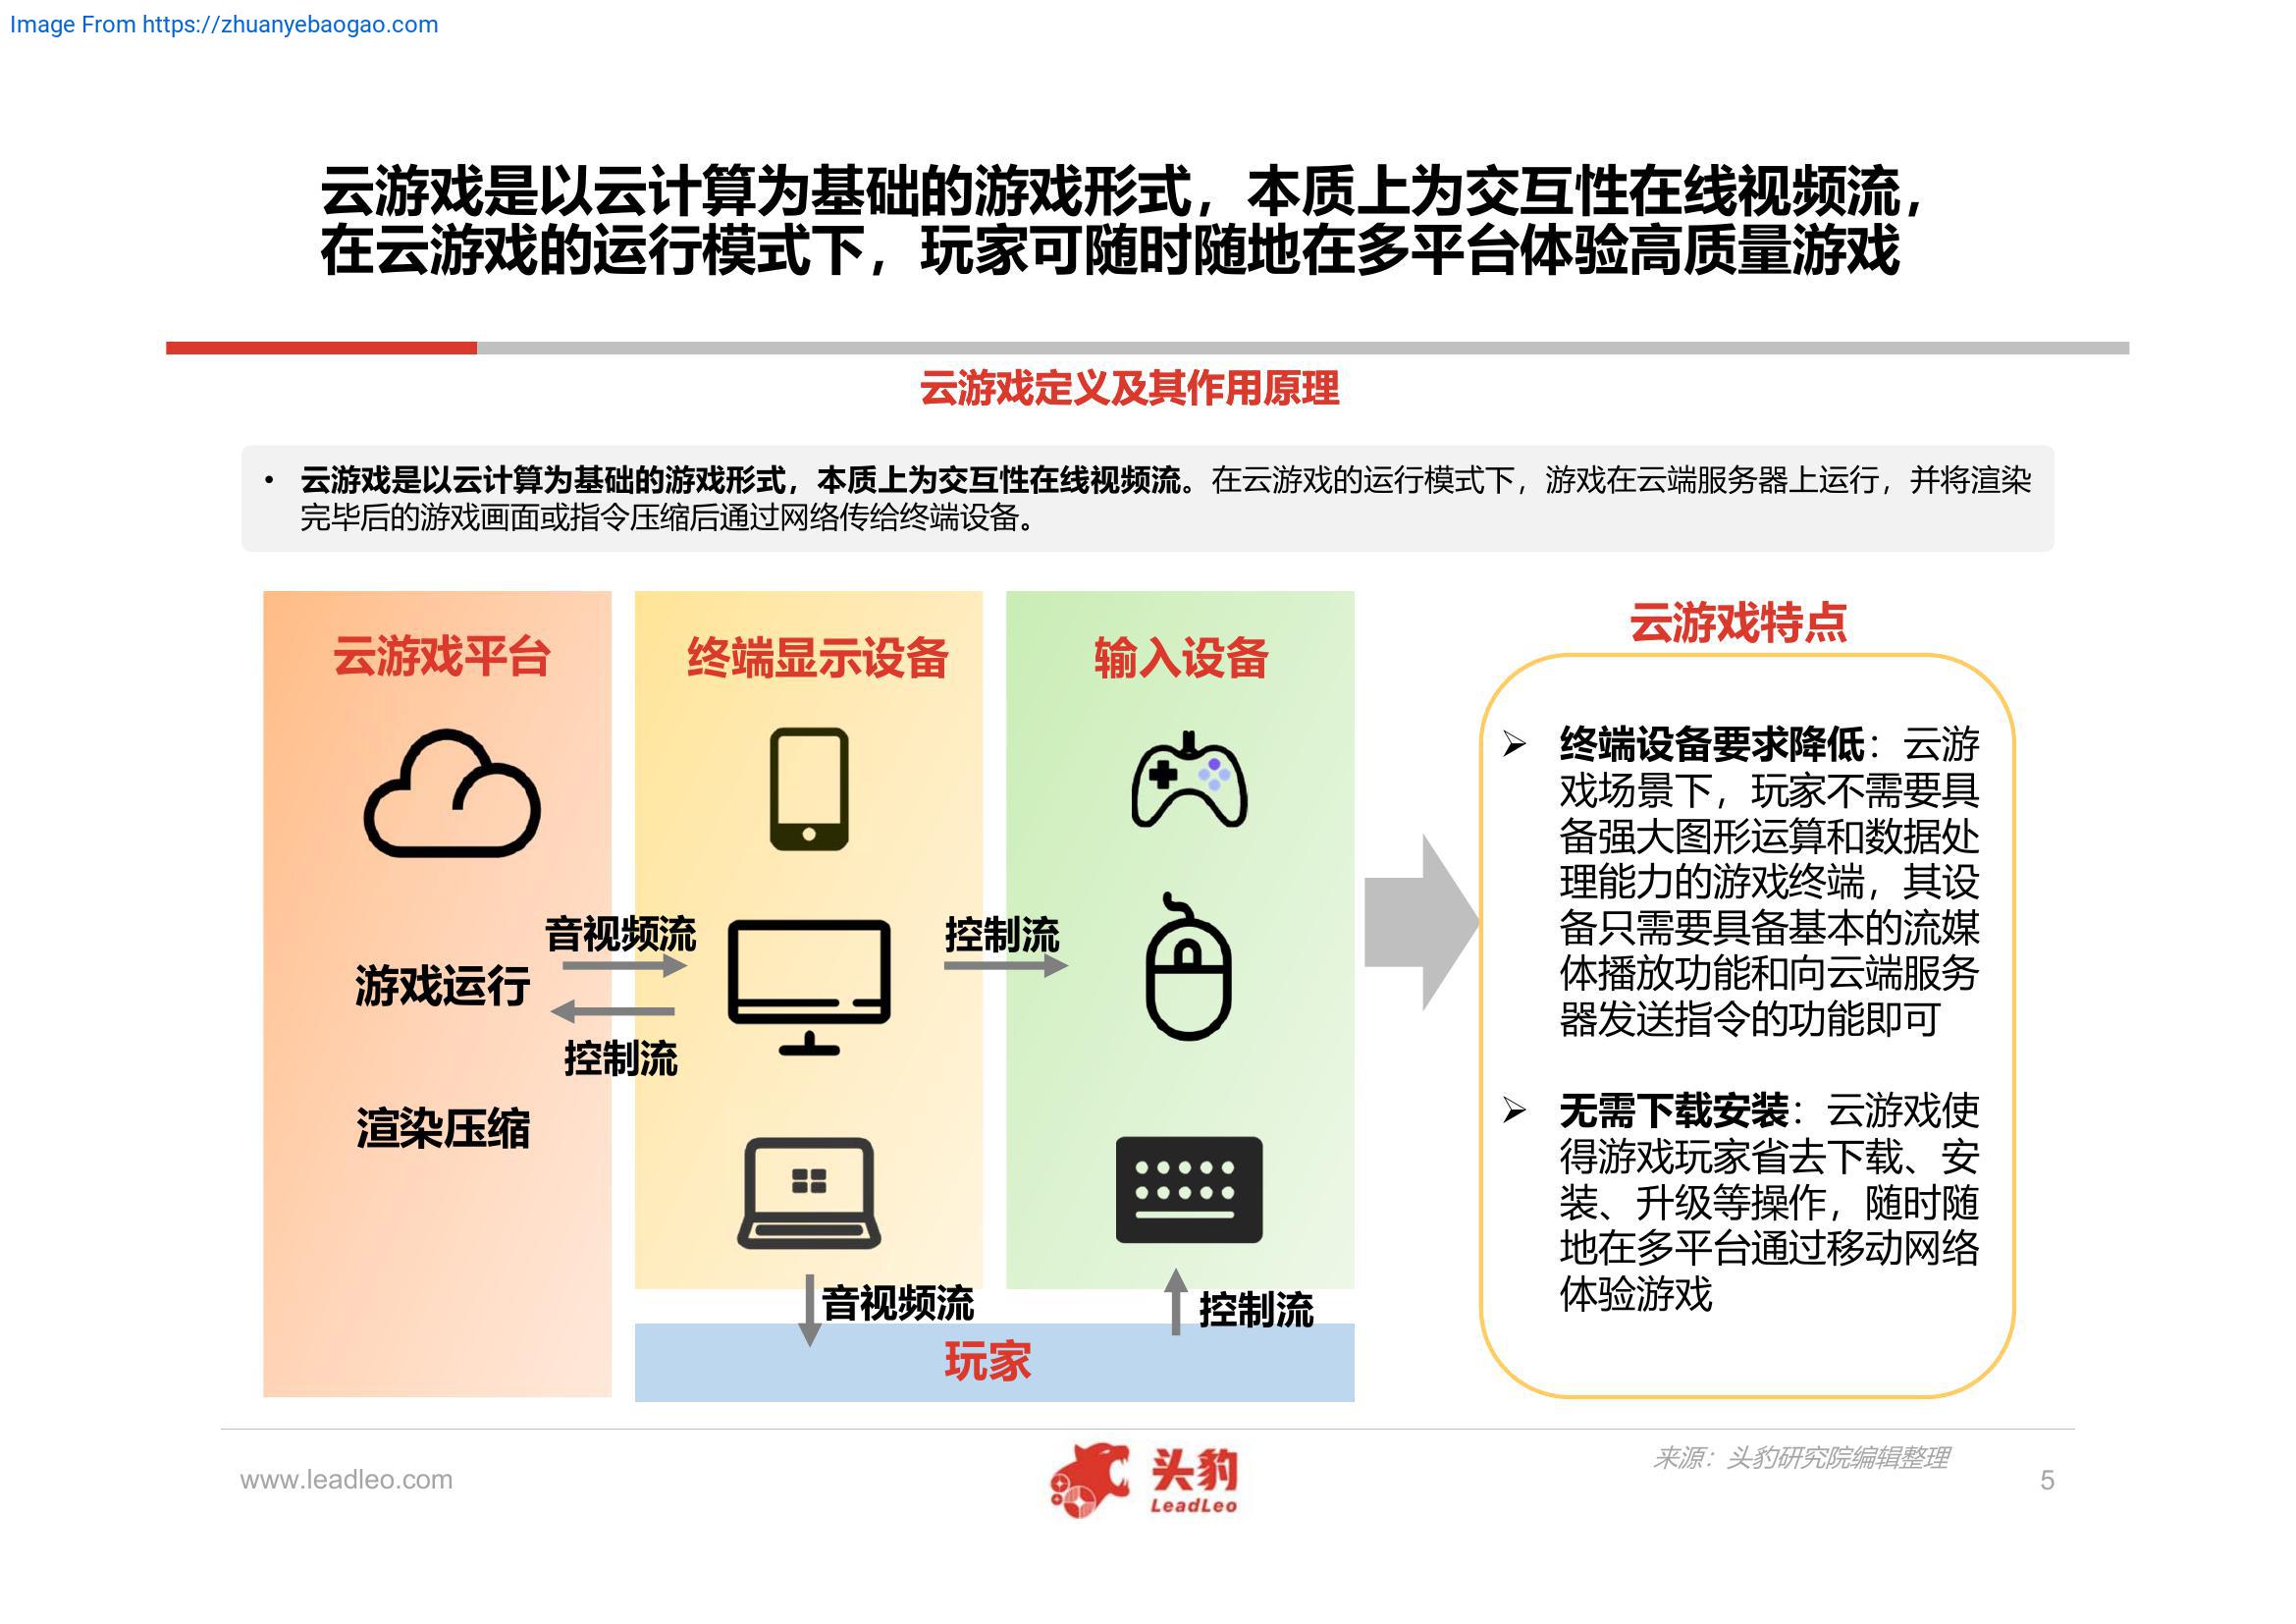 Image From https://zhuanyebaogao.com
云游戏是以云计算为基础的游戏形式，本质上为交互性在线视频流，
在云游戏的运行模式下，玩家可随时随地在多平台体验高质量游戏
云游戏定义及其作用原理
• 云游戏是以云计算为基础的游戏形式，本质上为交互性在线视频流。在云游戏的运行模式下，游戏在云端服务器上运行，并将渲染
完毕后的游戏画面或指令压缩后通过网络传给终端设备。
云游戏平台
游戏运行
渲染压缩
音视频流
控制流
终端显示设备
控制流
输入设备
音视频流
控制流
玩家
云游戏特点
➢ 终端设备要求降低：云游
戏场景下，玩家不需要具
备强大图形运算和数据处
理能力的游戏终端，其设
备只需要具备基本的流媒
体播放功能和向云端服务
器发送指令的功能即可
➢ 无需下载安装：云游戏使
得游戏玩家省去下载、安
装、升级等操作，随时随
地在多平台通过移动网络
体验游戏
来源：头豹研究院编辑整理
www.leadleo.com
头豹
LeadLeo
5